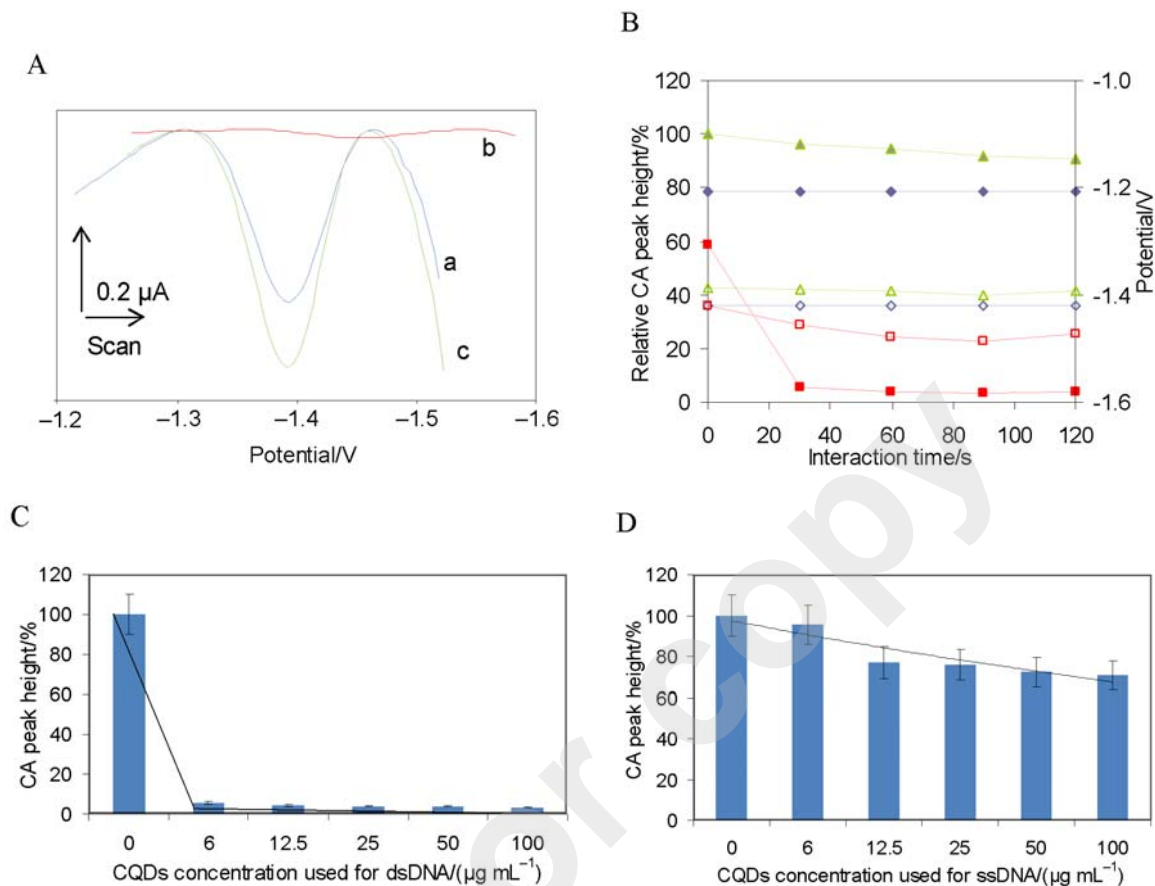 A
b
a
0.2 µA
Scan
c
−1.2 −1.3 −1.4 −1.5 −1.6
Potential/V
B
120
100
80
60
40
20
0
Relative CA peak height/%
-1.0
-1.2
-1.4
-1.6
Potential/V
0 20 40 60 80 100 120
Interaction time/s
C
120
100
80
60
40
20
0
CA peak height/%
0 6 12.5 25 50 100
CQDs concentration used for dsDNA/(µg mL⁻¹)
D
120
100
80
60
40
20
0
CA peak height/%
0 6 12.5 25 50 100
CQDs concentration used for ssDNA/(µg mL⁻¹)
or copy